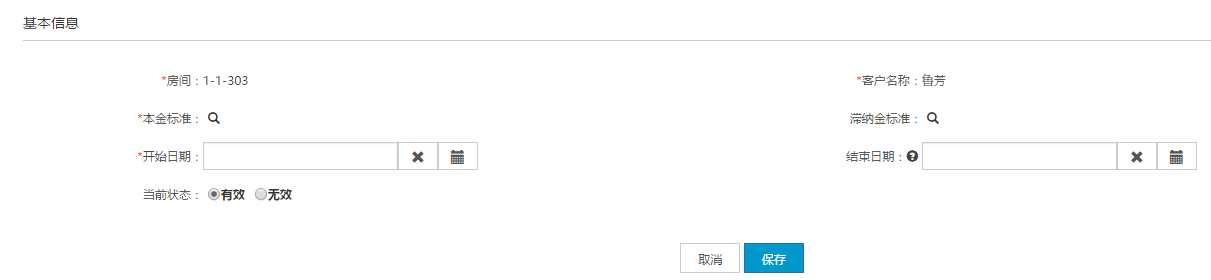 基本信息
*房间：1-1-303 *客户名称：鲁芳
*本金标准： 滞纳金标准：
*开始日期： 结束日期：
当前状态： 有效 无效
取消 保存